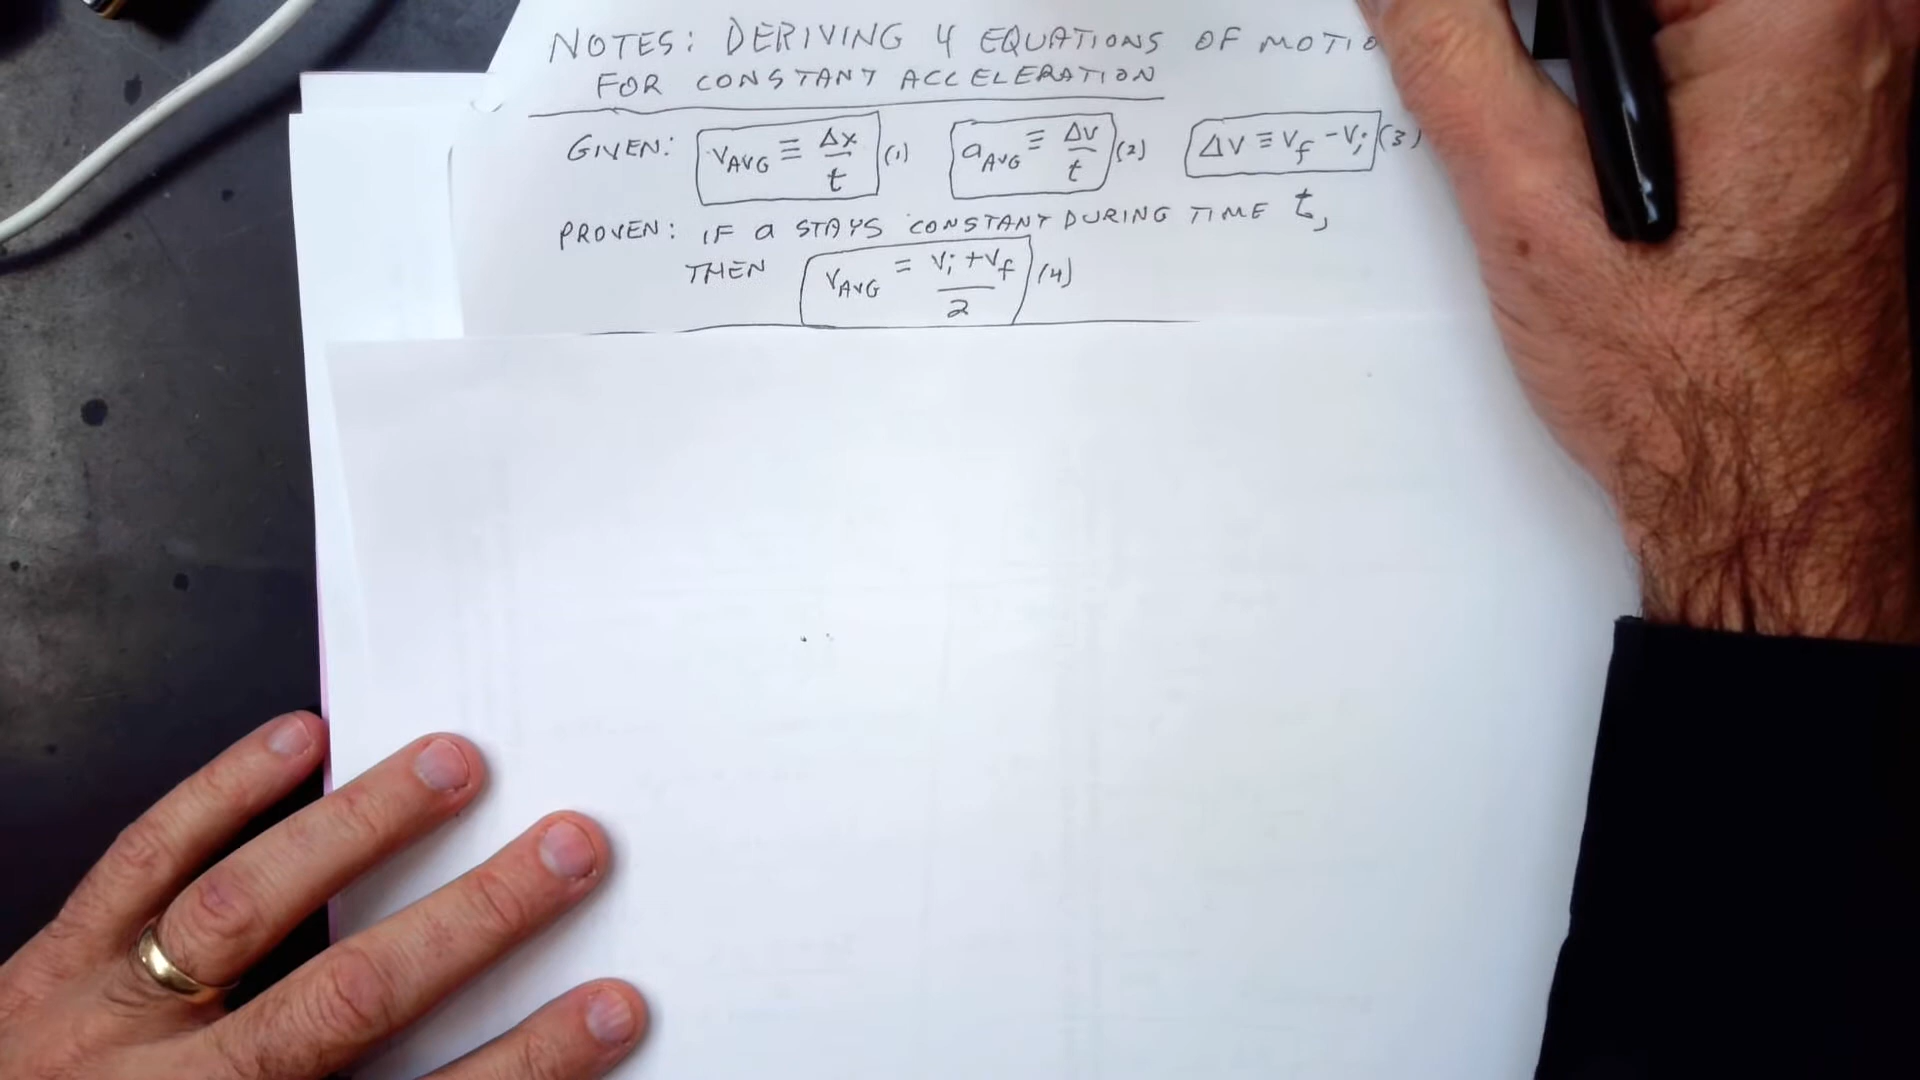 NOTES: DERIVING 4 EQUATIONS OF MOTIO
FOR CONSTANT ACCELERATION
GIVEN: v_AVG ≡ Δx/t (1) a_AVG ≡ Δv/t (2) Δv ≡ v_f - v_i (3)
PROVEN: IF a STAYS CONSTANT DURING TIME t,
THEN v_AVG = (v_i + v_f)/2 (4)